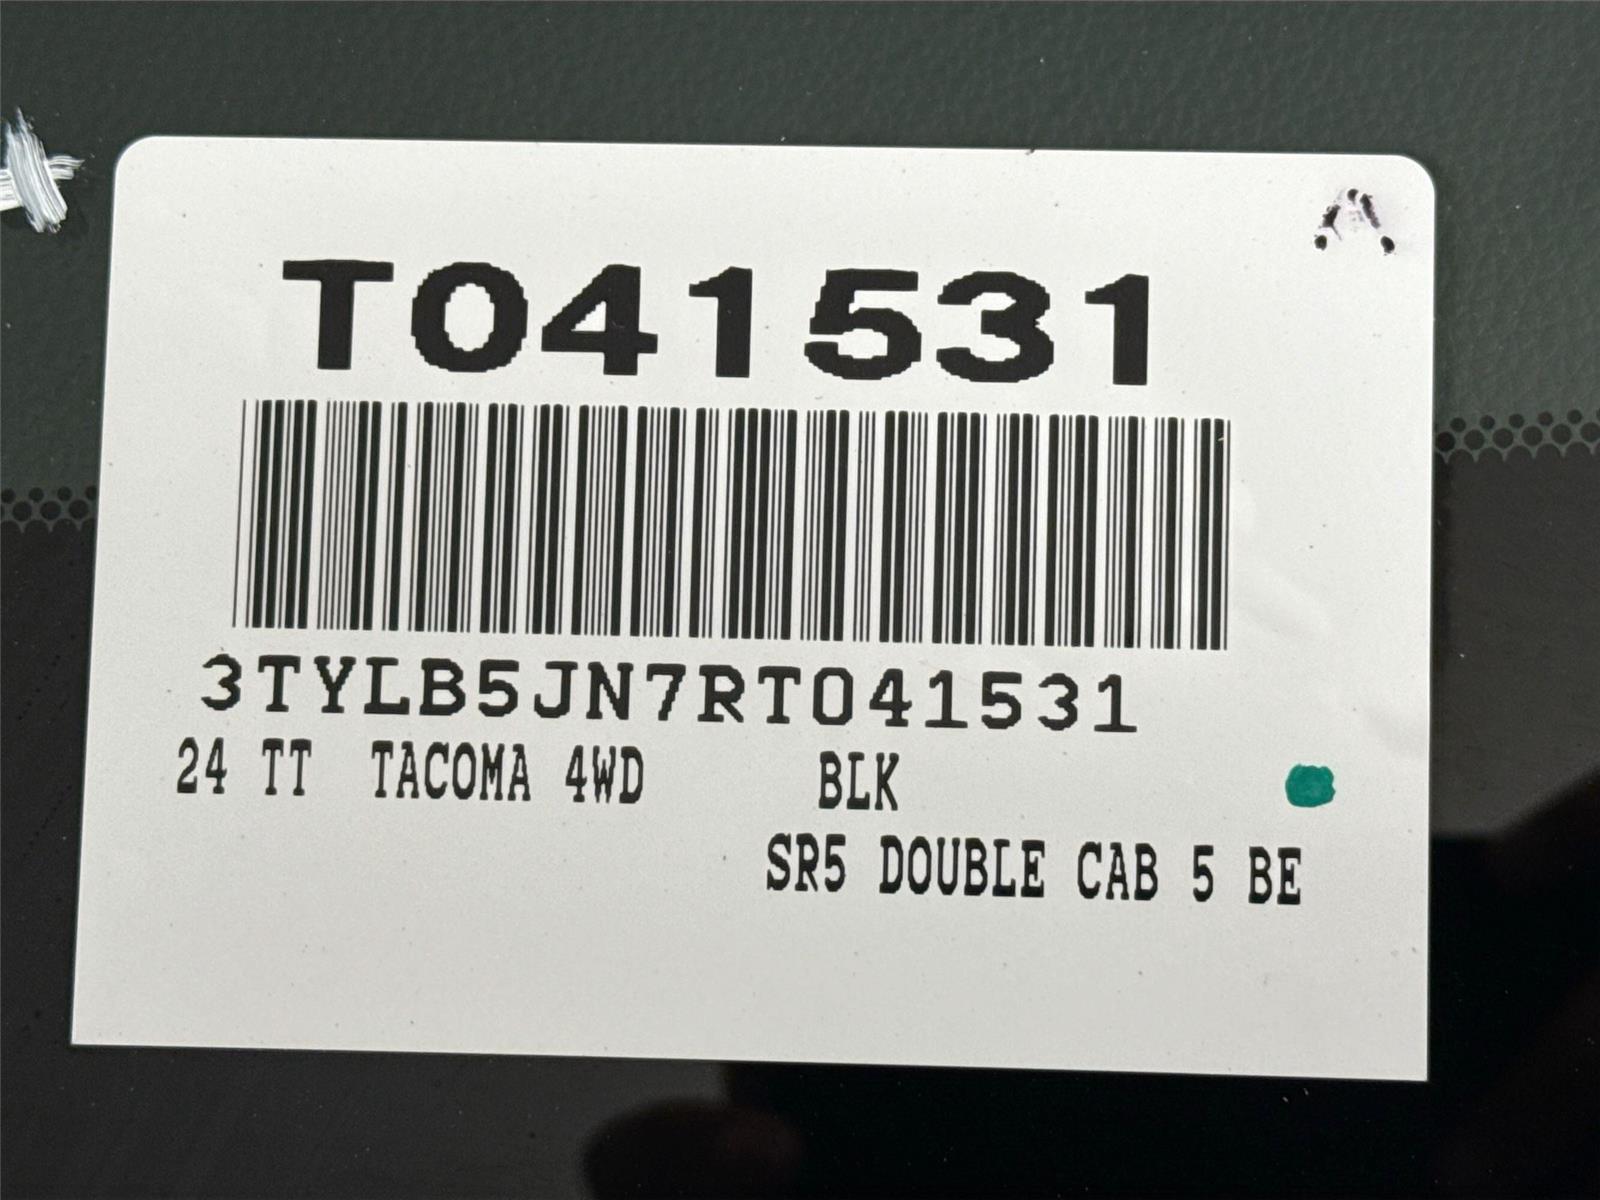 T041531
3TYLB5JN7RT041531
24 TT TACOMA 4WD BLK
SR5 DOUBLE CAB 5 BE